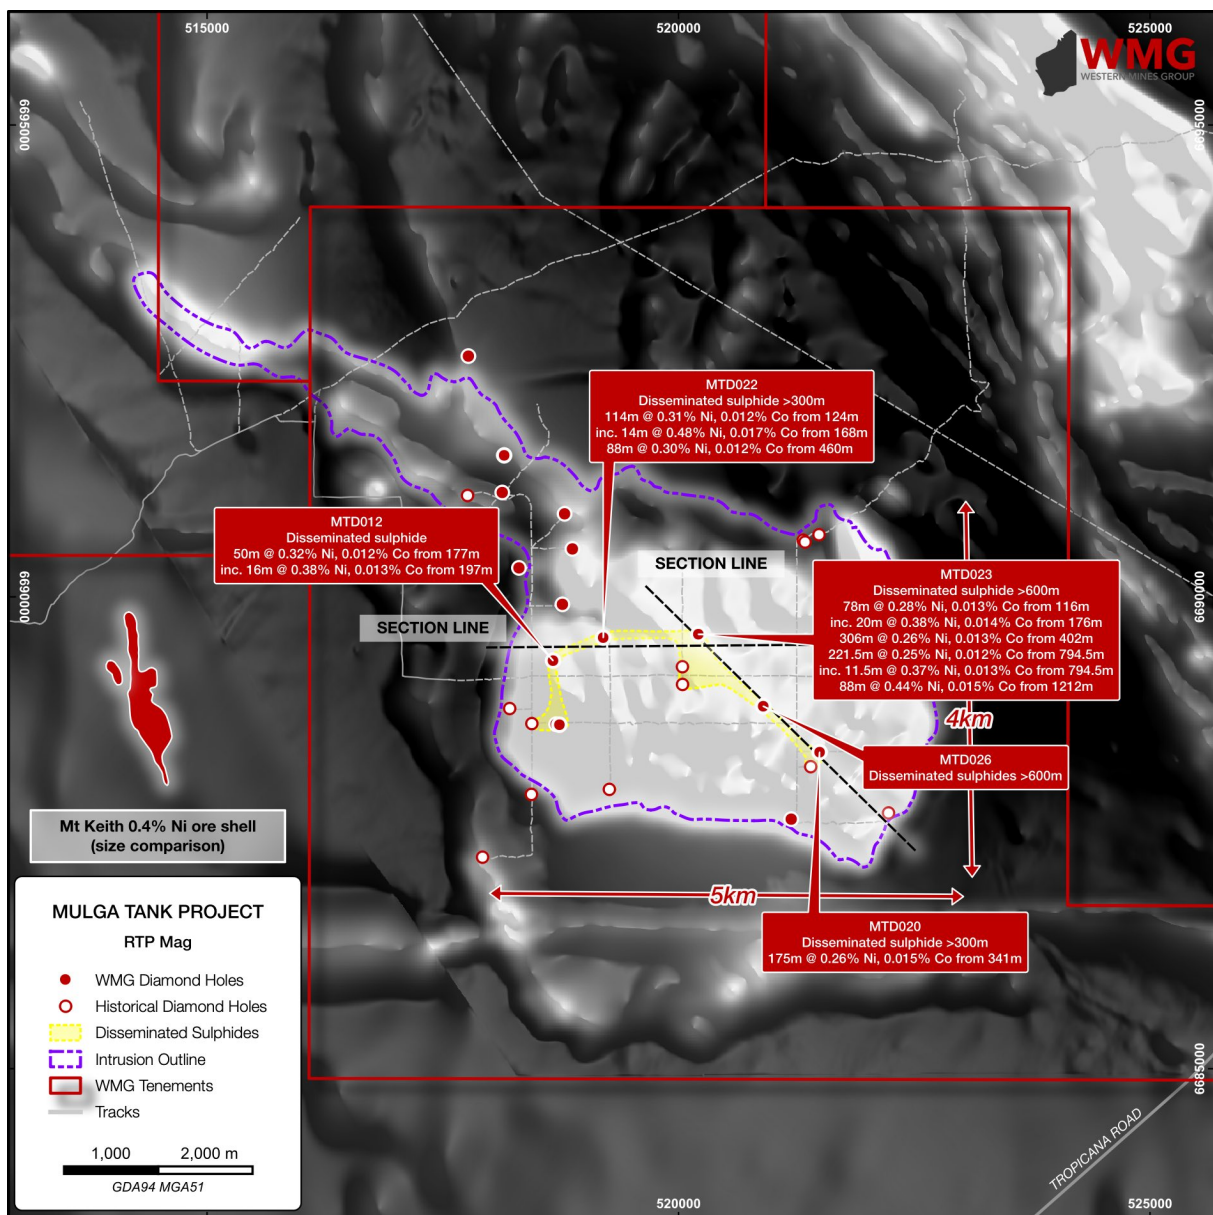 515000
520000
525000
WMG
WESTERN MINES GROUP
6695000
6695000
MTD022
Disseminated sulphide >300m
114m @ 0.31% Ni, 0.012% Co from 124m
inc. 14m @ 0.48% Ni, 0.017% Co from 168m
88m @ 0.30% Ni, 0.012% Co from 460m
MTD012
Disseminated sulphide
50m @ 0.32% Ni, 0.012% Co from 177m
inc. 16m @ 0.38% Ni, 0.013% Co from 197m
SECTION LINE
MTD023
Disseminated sulphide >600m
78m @ 0.28% Ni, 0.013% Co from 116m
inc. 20m @ 0.38% Ni, 0.014% Co from 176m
306m @ 0.26% Ni, 0.013% Co from 402m
221.5m @ 0.25% Ni, 0.012% Co from 794.5m
inc. 11.5m @ 0.37% Ni, 0.013% Co from 794.5m
88m @ 0.44% Ni, 0.015% Co from 1212m
6690000
6690000
SECTION LINE
4km
MTD026
Disseminated sulphides >600m
Mt Keith 0.4% Ni ore shell
(size comparison)
5km
MTD020
Disseminated sulphide >300m
175m @ 0.26% Ni, 0.015% Co from 341m
MULGA TANK PROJECT
RTP Mag
WMG Diamond Holes
Historical Diamond Holes
Disseminated Sulphides
Intrusion Outline
WMG Tenements
Tracks
1,000 2,000 m
GDA94 MGA51
6685000
TROPICANA ROAD
520000
525000